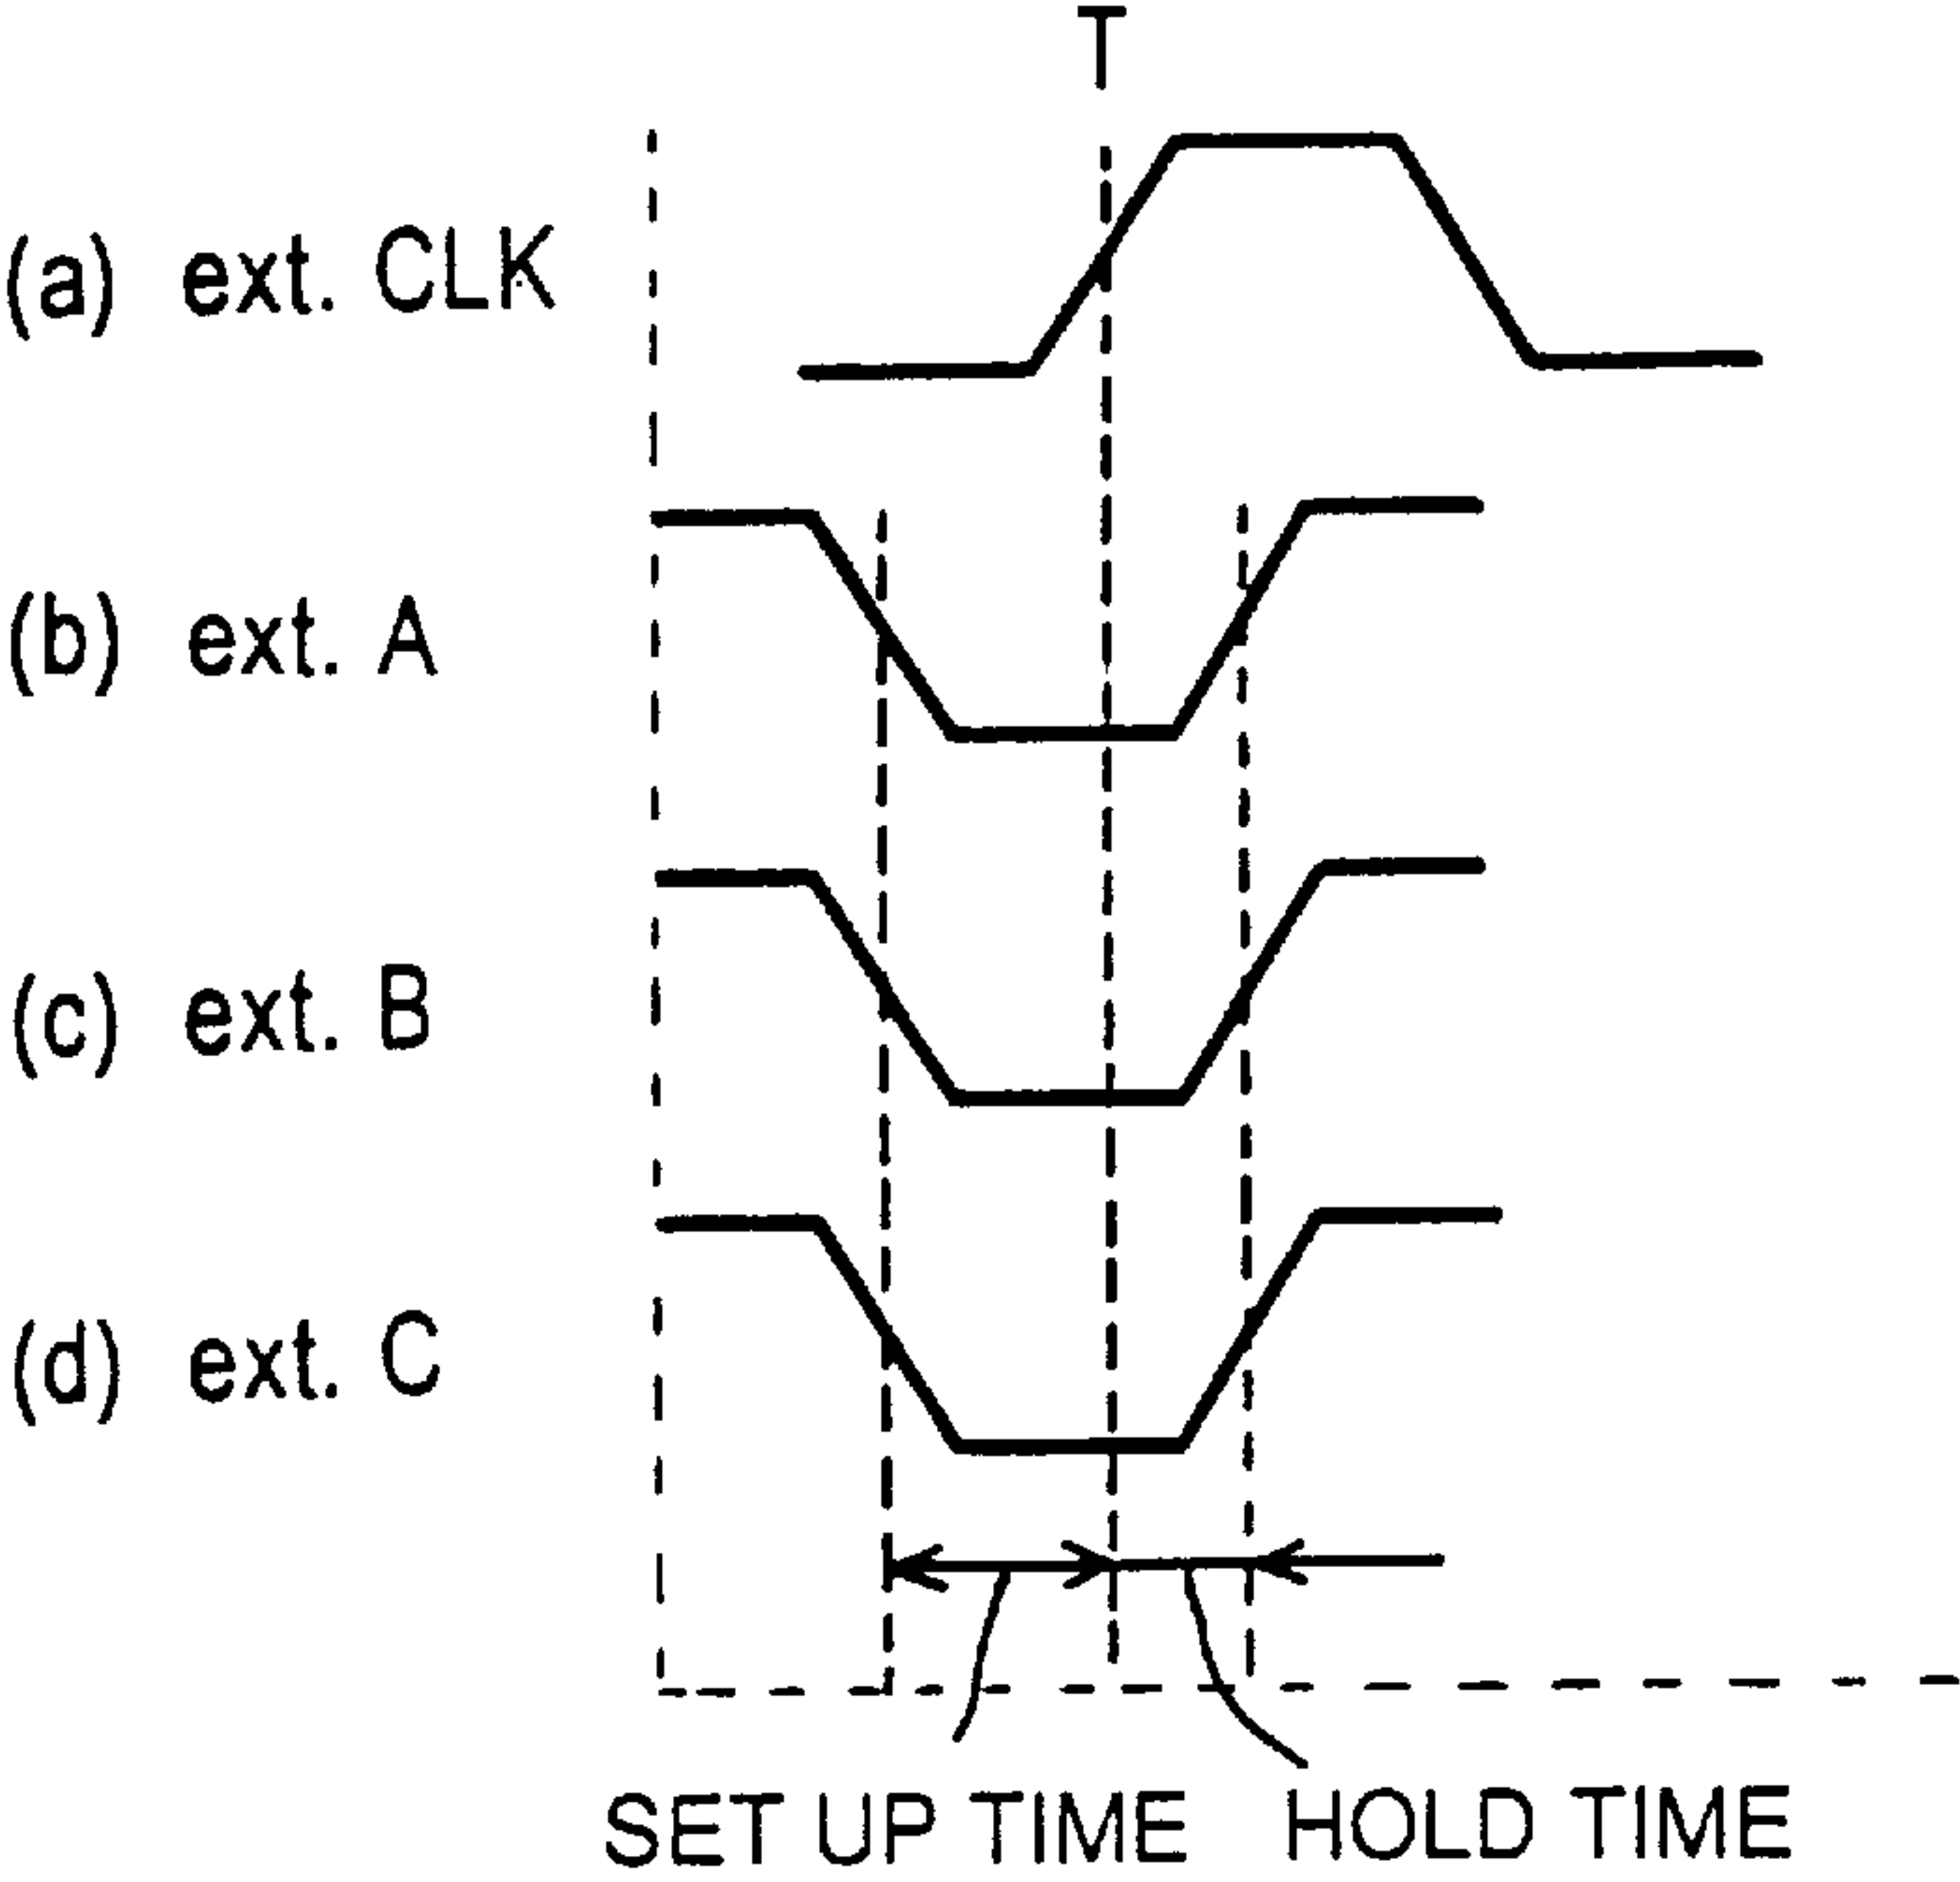 T
(a) ext. CLK
(b) ext. A
(c) ext. B
(d) ext. C
SET UP TIME HOLD TIME